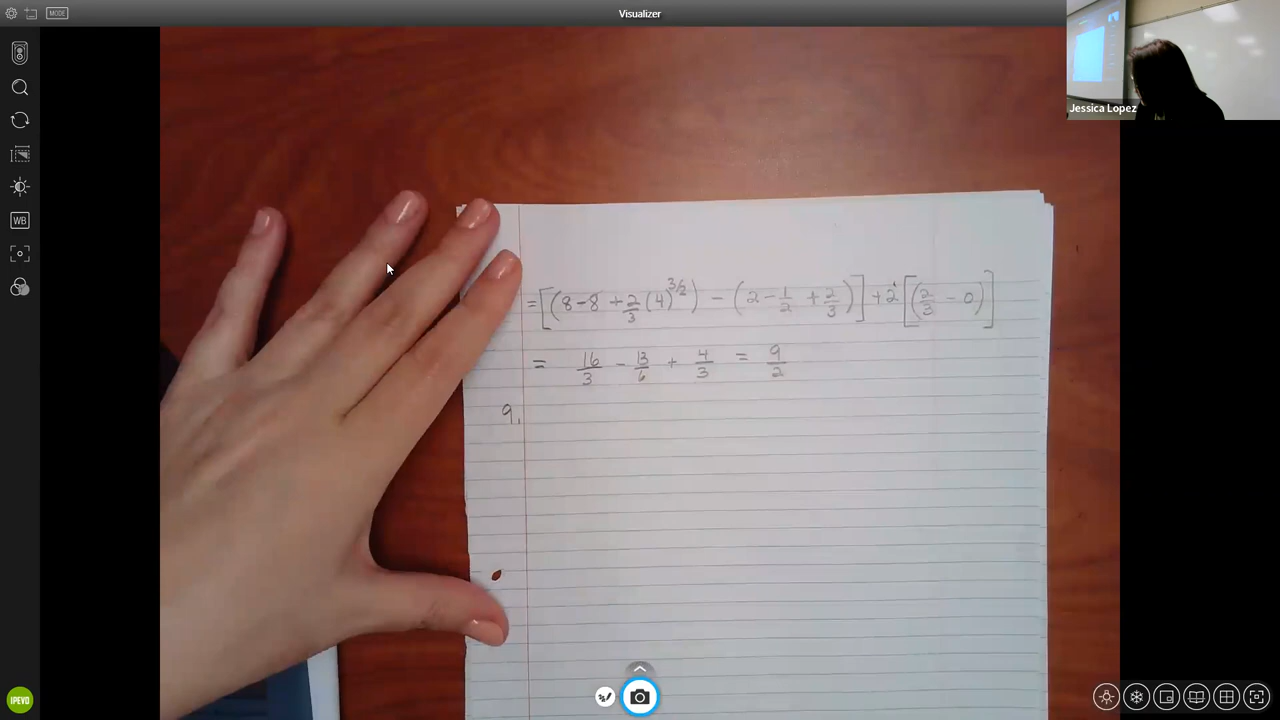 MODE
Visualizer
Jessica Lopez
WB
= [(8-8+2/3(4)^3/2) - (2-1/2+2/3)] + 2[(2/3-0)]
= 16/3 - 13/6 + 4/3 = 9/2
9.
IPEVO